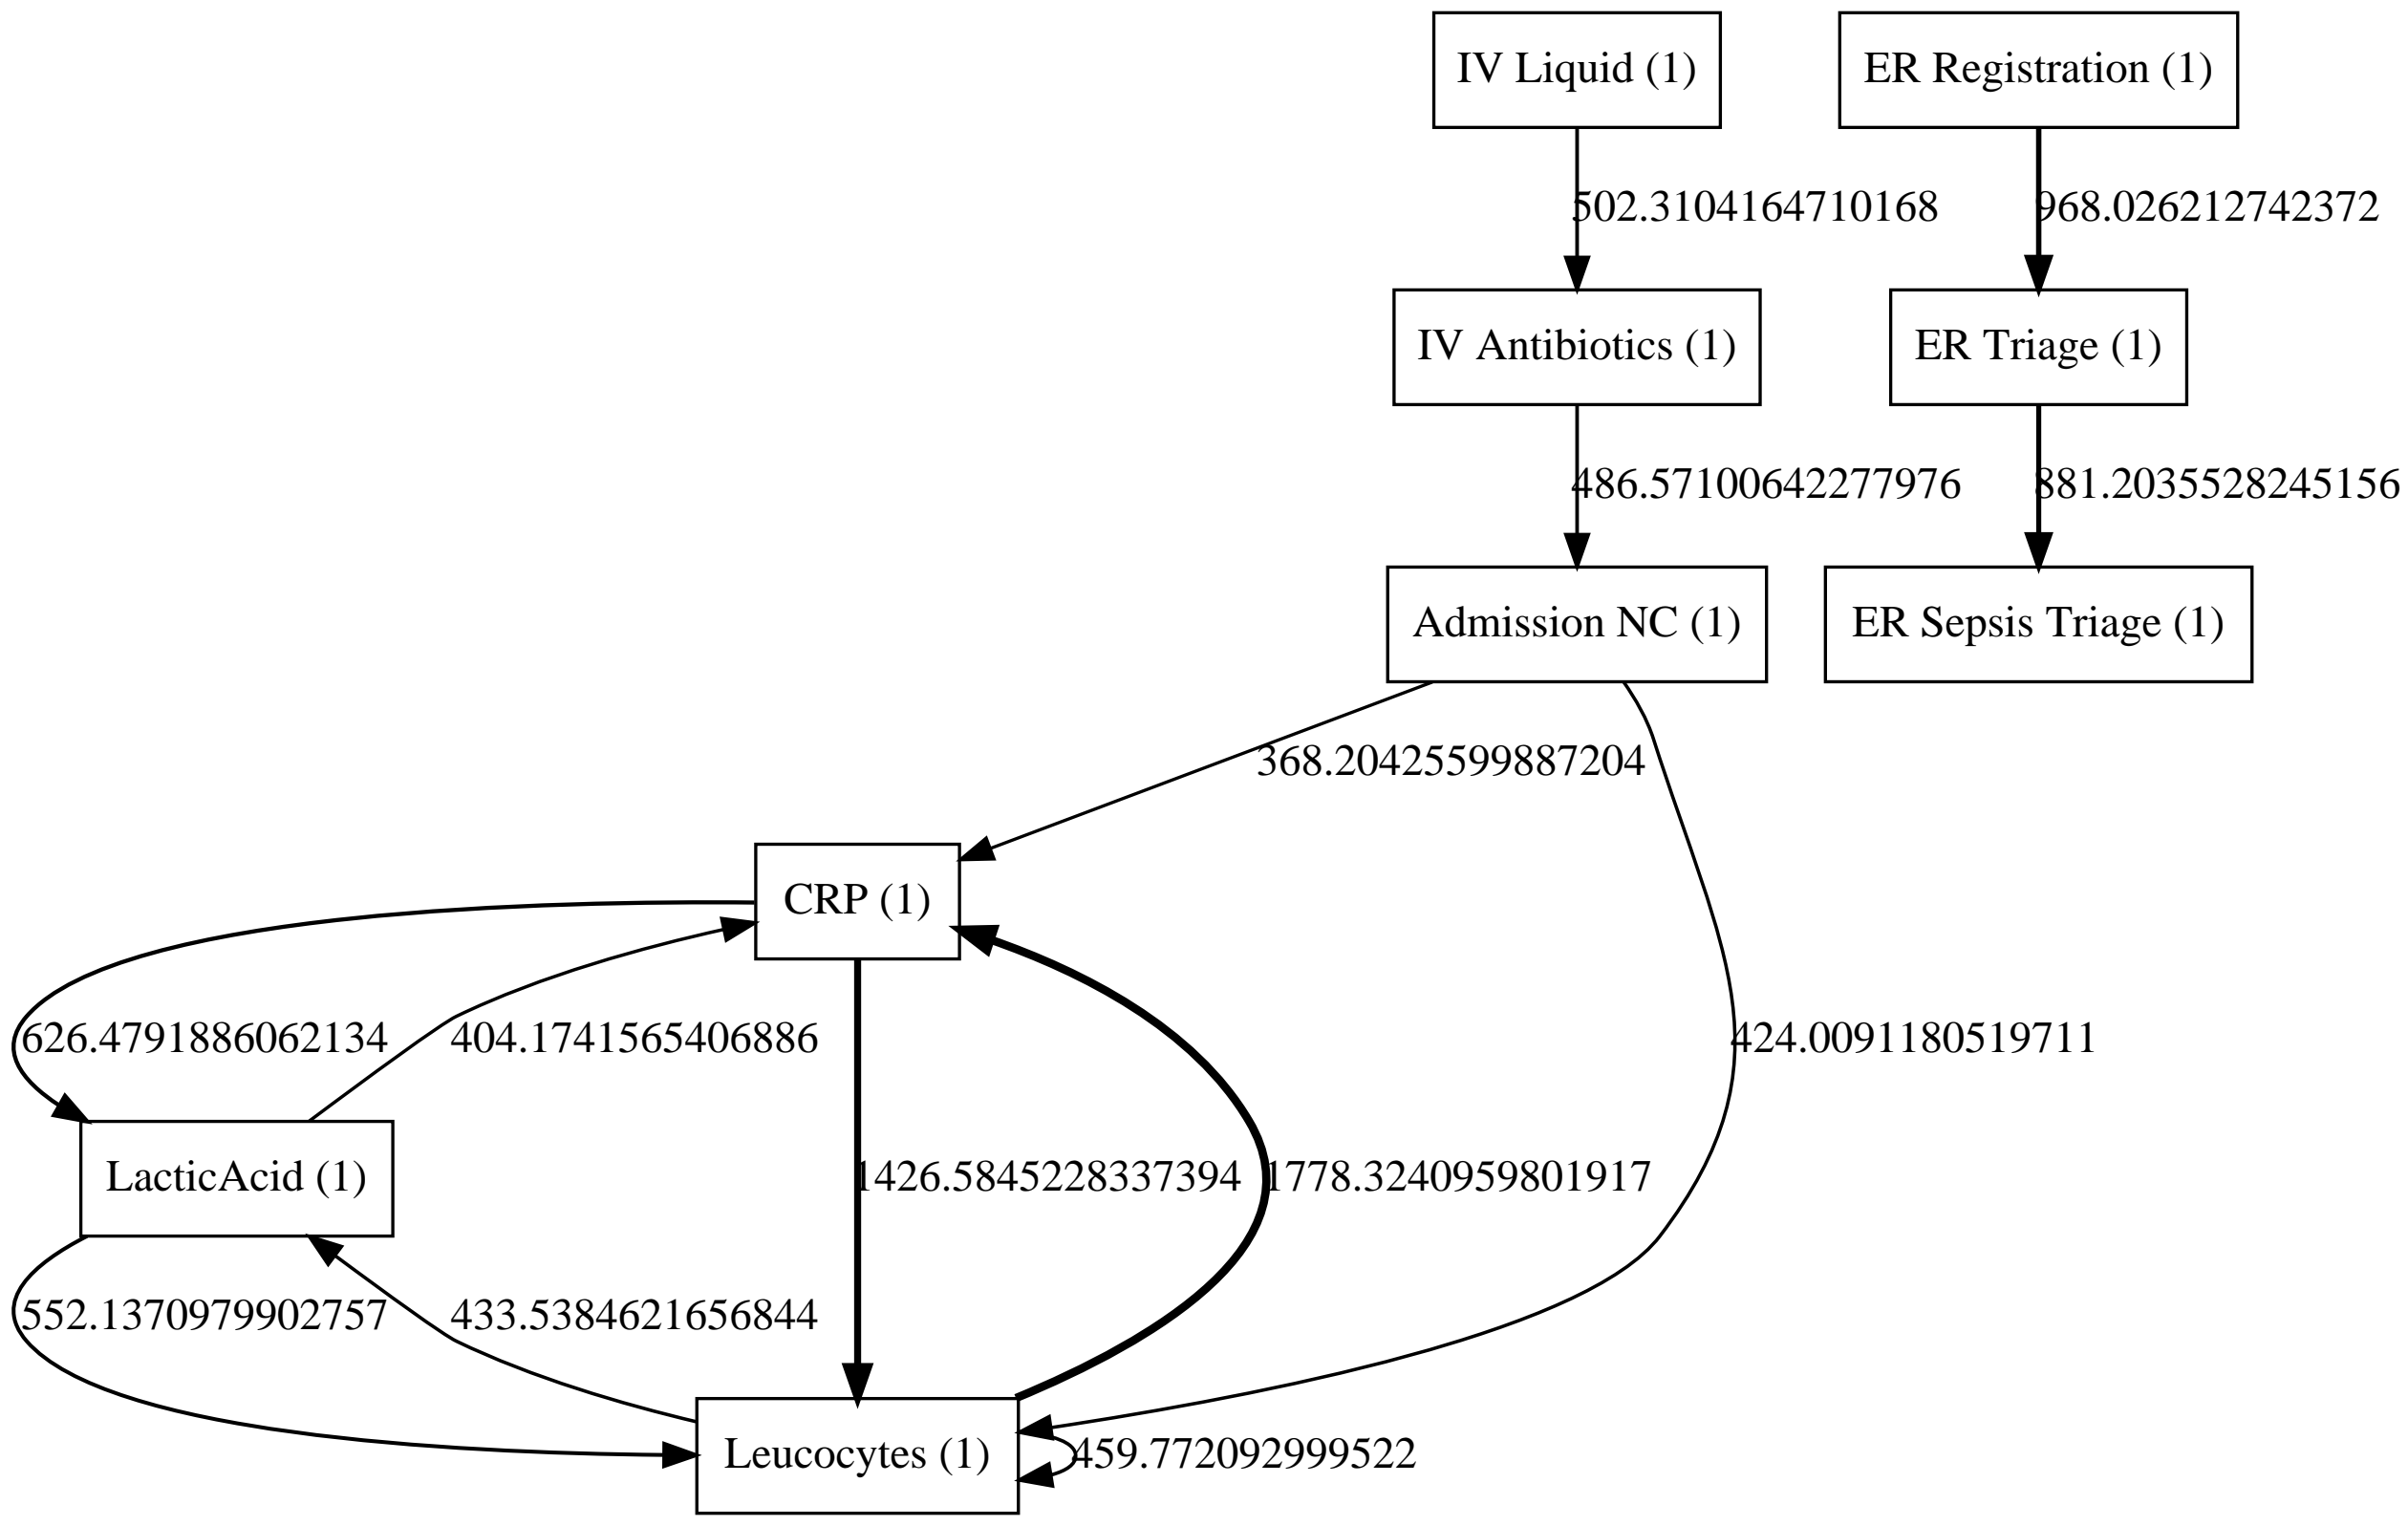 IV Liquid (1)
ER Registration (1)
502.3104164710168
968.026212742372
IV Antibiotics (1)
ER Triage (1)
486.57100642277976
881.2035528245156
Admission NC (1)
ER Sepsis Triage (1)
368.20425599887204
CRP (1)
626.4791886062134
404.1741565406886
424.0091180519711
LacticAcid (1)
1426.5845228337394
1778.3240959801917
552.1370979902757
433.5384621656844
Leucocytes (1)
459.772092999522